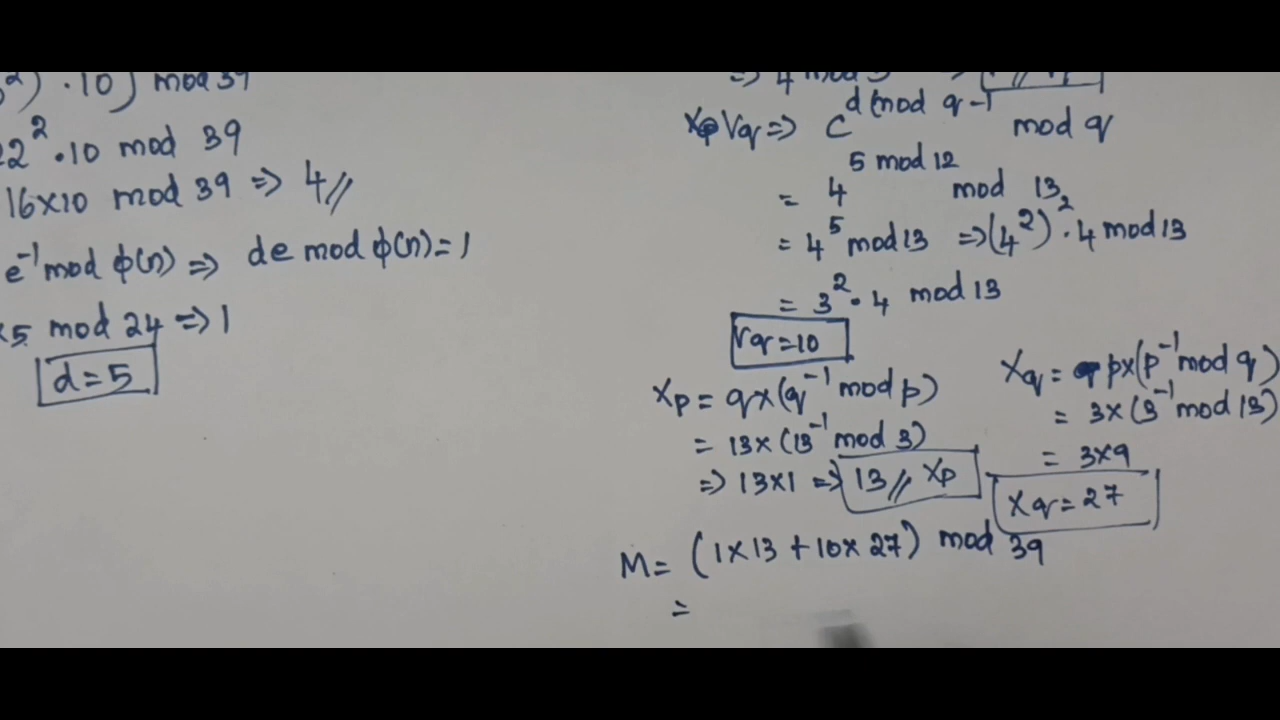 ²) · 10) mod 39
22² · 10 mod 39
16×10 mod 39 => 4//
e⁻¹ mod ϕ(n) => de mod ϕ(n) = 1
×5 mod 24 => 1
d = 5
=> 4 mod 3
Vq => C^(d (mod q-1) mod q
= 4^(5 mod 12) mod 13
= 4⁵ mod 13 => (4²)² · 4 mod 13
= 3² · 4 mod 13
Vq = 10
Xp = q×(q⁻¹ mod p)
= 13×(13⁻¹ mod 3)
=> 13×1 => 13// Xp
Xq = p×(p⁻¹ mod q)
= 3×(3⁻¹ mod 13)
= 3×9
Xq = 27
M = (1×13 + 10×27) mod 39
=